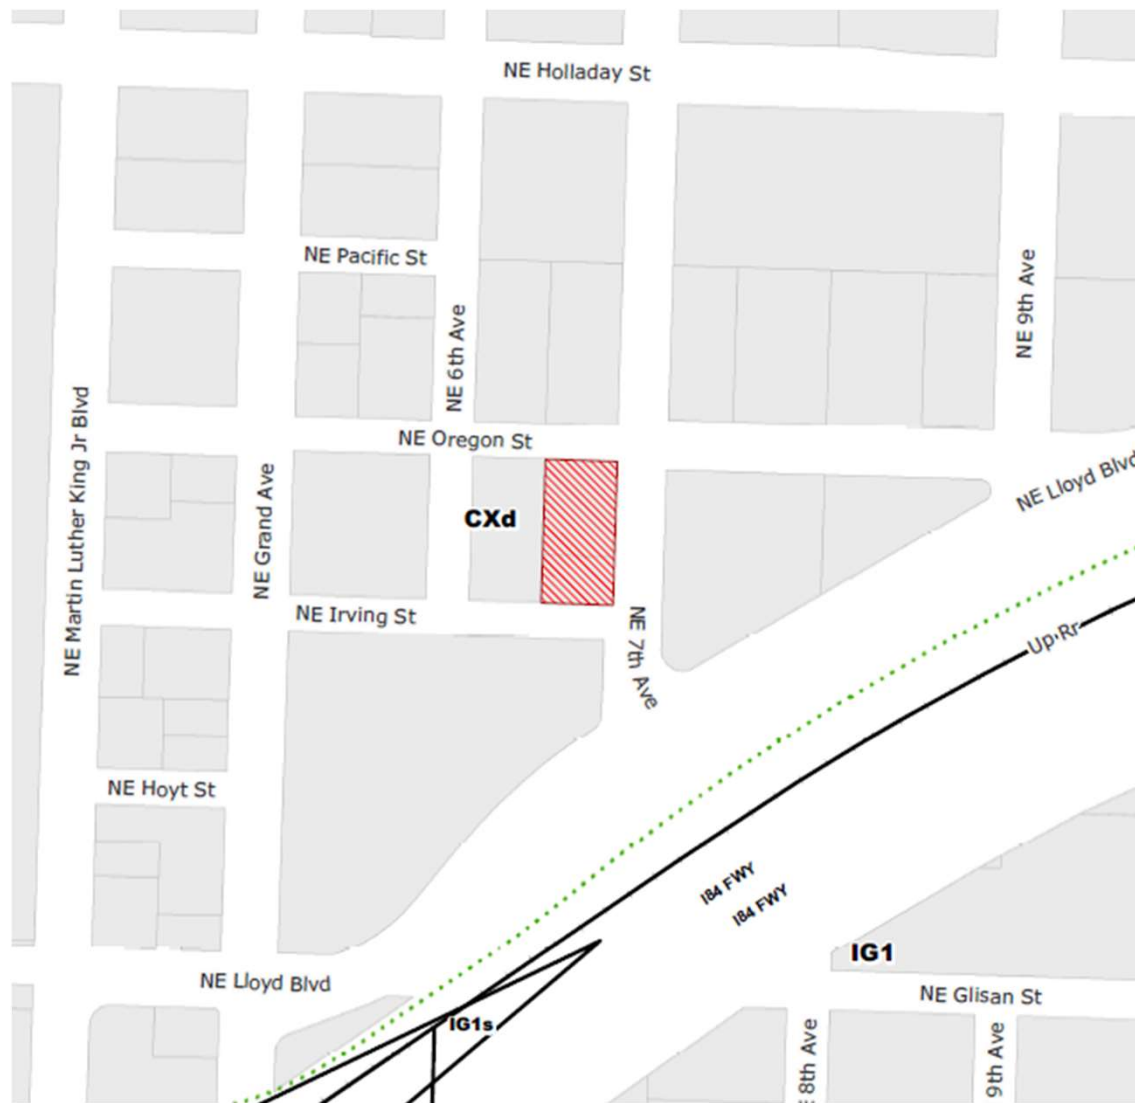 NE Holladay St
NE Pacific St
NE 6th Ave
NE 9th Ave
NE Martin Luther King Jr Blvd
NE Oregon St
NE Grand Ave
CXd
NE Lloyd Blvd
NE Irving St
NE 7th Ave
Up Rr
NE Hoyt St
I84 FWY
I84 FWY
IG1
NE Lloyd Blvd
NE Glisan St
IG1s
8th Ave
9th Ave